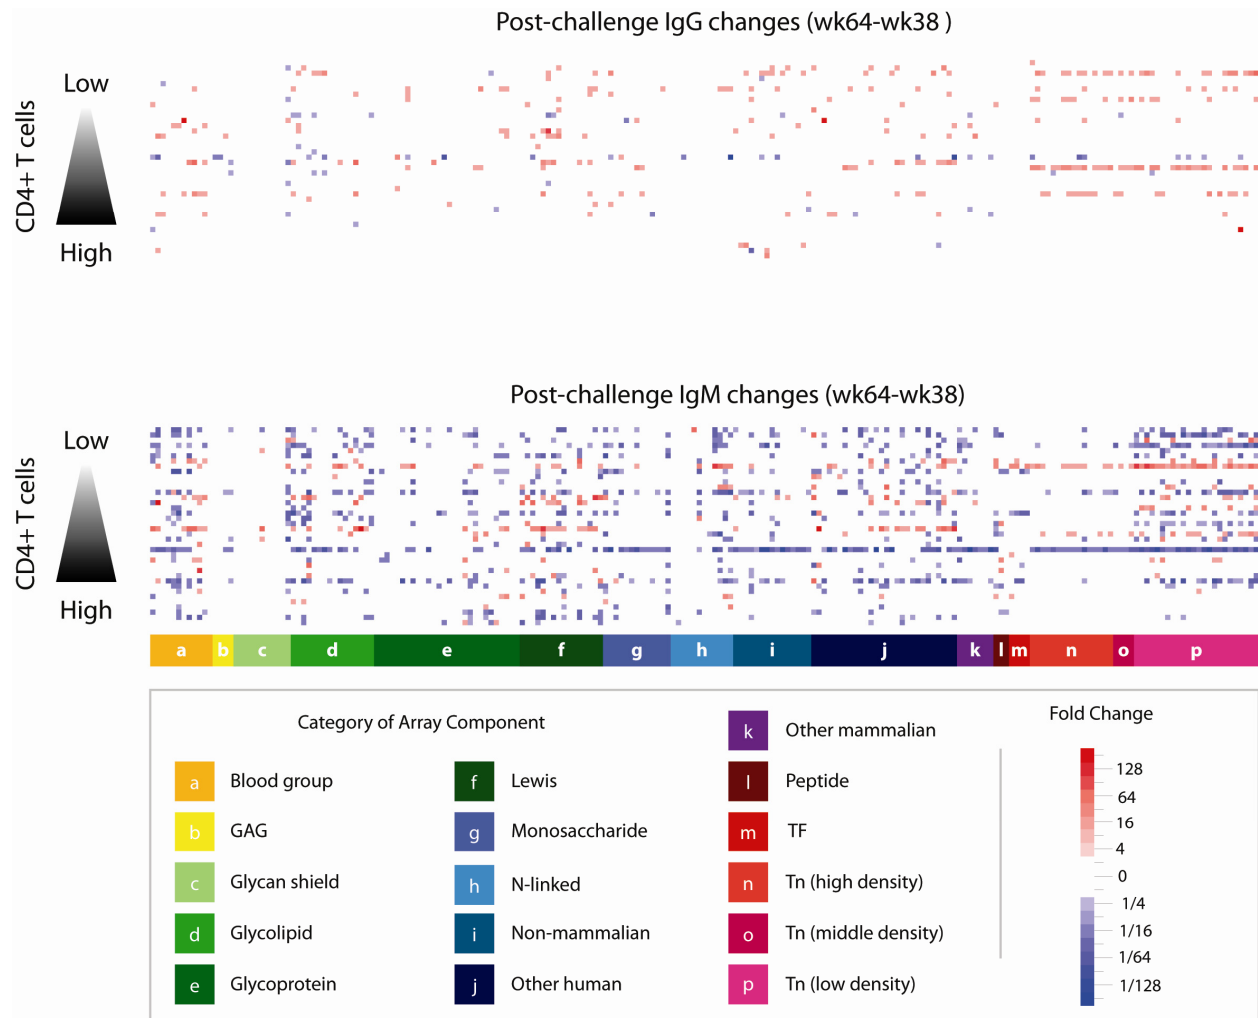 Post-challenge IgG changes (wk64-wk38 )
Low
CD4+ T cells
High
Post-challenge IgM changes (wk64-wk38)
Low
CD4+ T cells
High
a b c d e f g h i j k l m n o p
Category of Array Component
a Blood group
b GAG
c Glycan shield
d Glycolipid
e Glycoprotein
f Lewis
g Monosaccharide
h N-linked
i Non-mammalian
j Other human
k Other mammalian
l Peptide
m TF
n Tn (high density)
o Tn (middle density)
p Tn (low density)
Fold Change
128
64
16
4
0
1/4
1/16
1/64
1/128